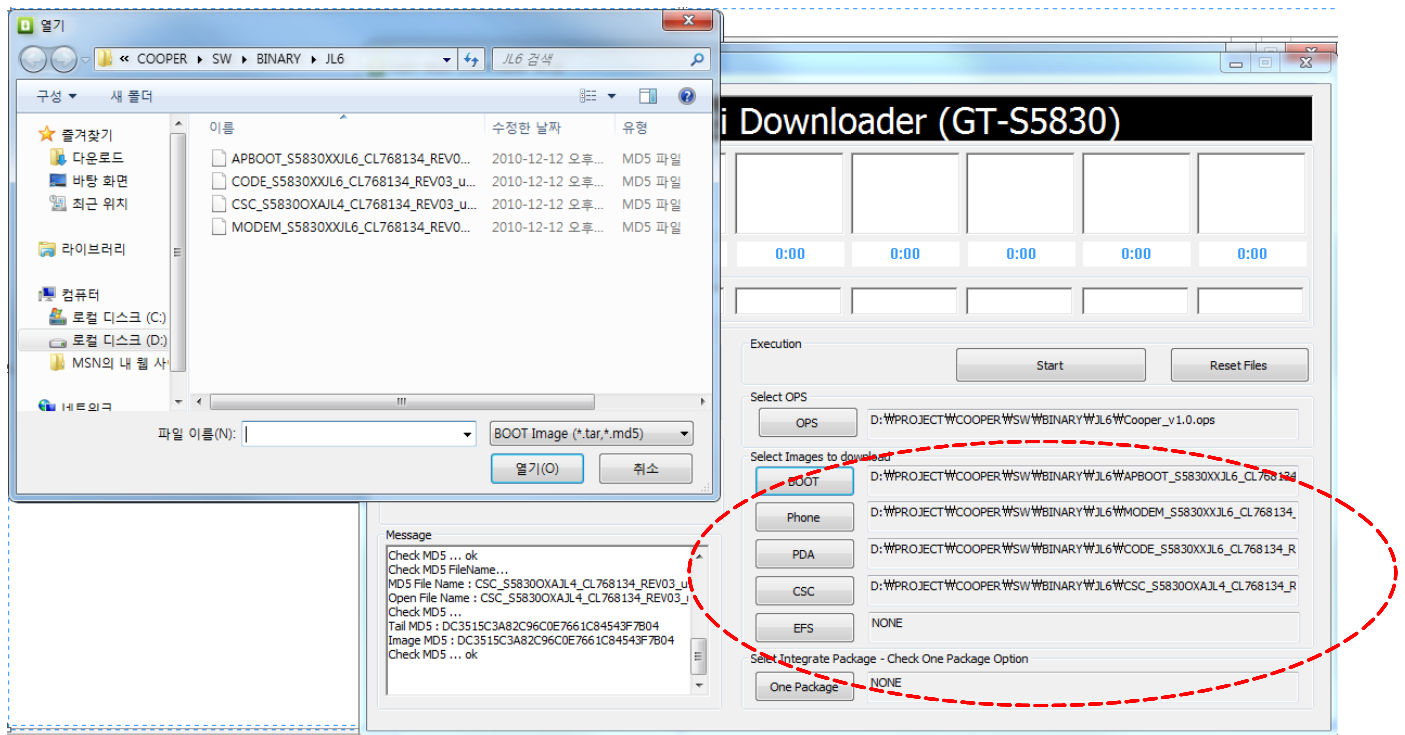 열기
« COOPER ▸ SW ▸ BINARY ▸ JL6
JL6 검색
구성 ▼ 새 폴더
즐겨찾기
다운로드
바탕 화면
최근 위치
라이브러리
컴퓨터
로컬 디스크 (C:)
로컬 디스크 (D:)
MSN의 내 웹 사
네트워크
이름 수정한 날짜 유형
APBOOT_S5830XXJL6_CL768134_REV0... 2010-12-12 오후... MD5 파일
CODE_S5830XXJL6_CL768134_REV03_u... 2010-12-12 오후... MD5 파일
CSC_S5830OXAJL4_CL768134_REV03_u... 2010-12-12 오후... MD5 파일
MODEM_S5830XXJL6_CL768134_REV0... 2010-12-12 오후... MD5 파일
파일 이름(N):
BOOT Image (*.tar,*.md5)
열기(O) 취소
i Downloader (GT-S5830)
0:00 0:00 0:00 0:00 0:00
Execution
Start Reset Files
Select OPS
OPS D:₩PROJECT₩COOPER₩SW₩BINARY₩JL6₩Cooper_v1.0.ops
Select Images to download
BOOT D:₩PROJECT₩COOPER₩SW₩BINARY₩JL6₩APBOOT_S5830XXJL6_CL768134
Phone D:₩PROJECT₩COOPER₩SW₩BINARY₩JL6₩MODEM_S5830XXJL6_CL768134_
PDA D:₩PROJECT₩COOPER₩SW₩BINARY₩JL6₩CODE_S5830XXJL6_CL768134_R
CSC D:₩PROJECT₩COOPER₩SW₩BINARY₩JL6₩CSC_S5830OXAJL4_CL768134_R
EFS NONE
Selct Integrate Package - Check One Package Option
One Package NONE
Message
Check MD5 ... ok
Check MD5 FileName...
MD5 File Name : CSC_S5830OXAJL4_CL768134_REV03_u
Open File Name : CSC_S5830OXAJL4_CL768134_REV03_
Check MD5 ...
Tail MD5 : DC3515C3A82C96C0E7661C84543F7B04
Image MD5 : DC3515C3A82C96C0E7661C84543F7B04
Check MD5 ... ok